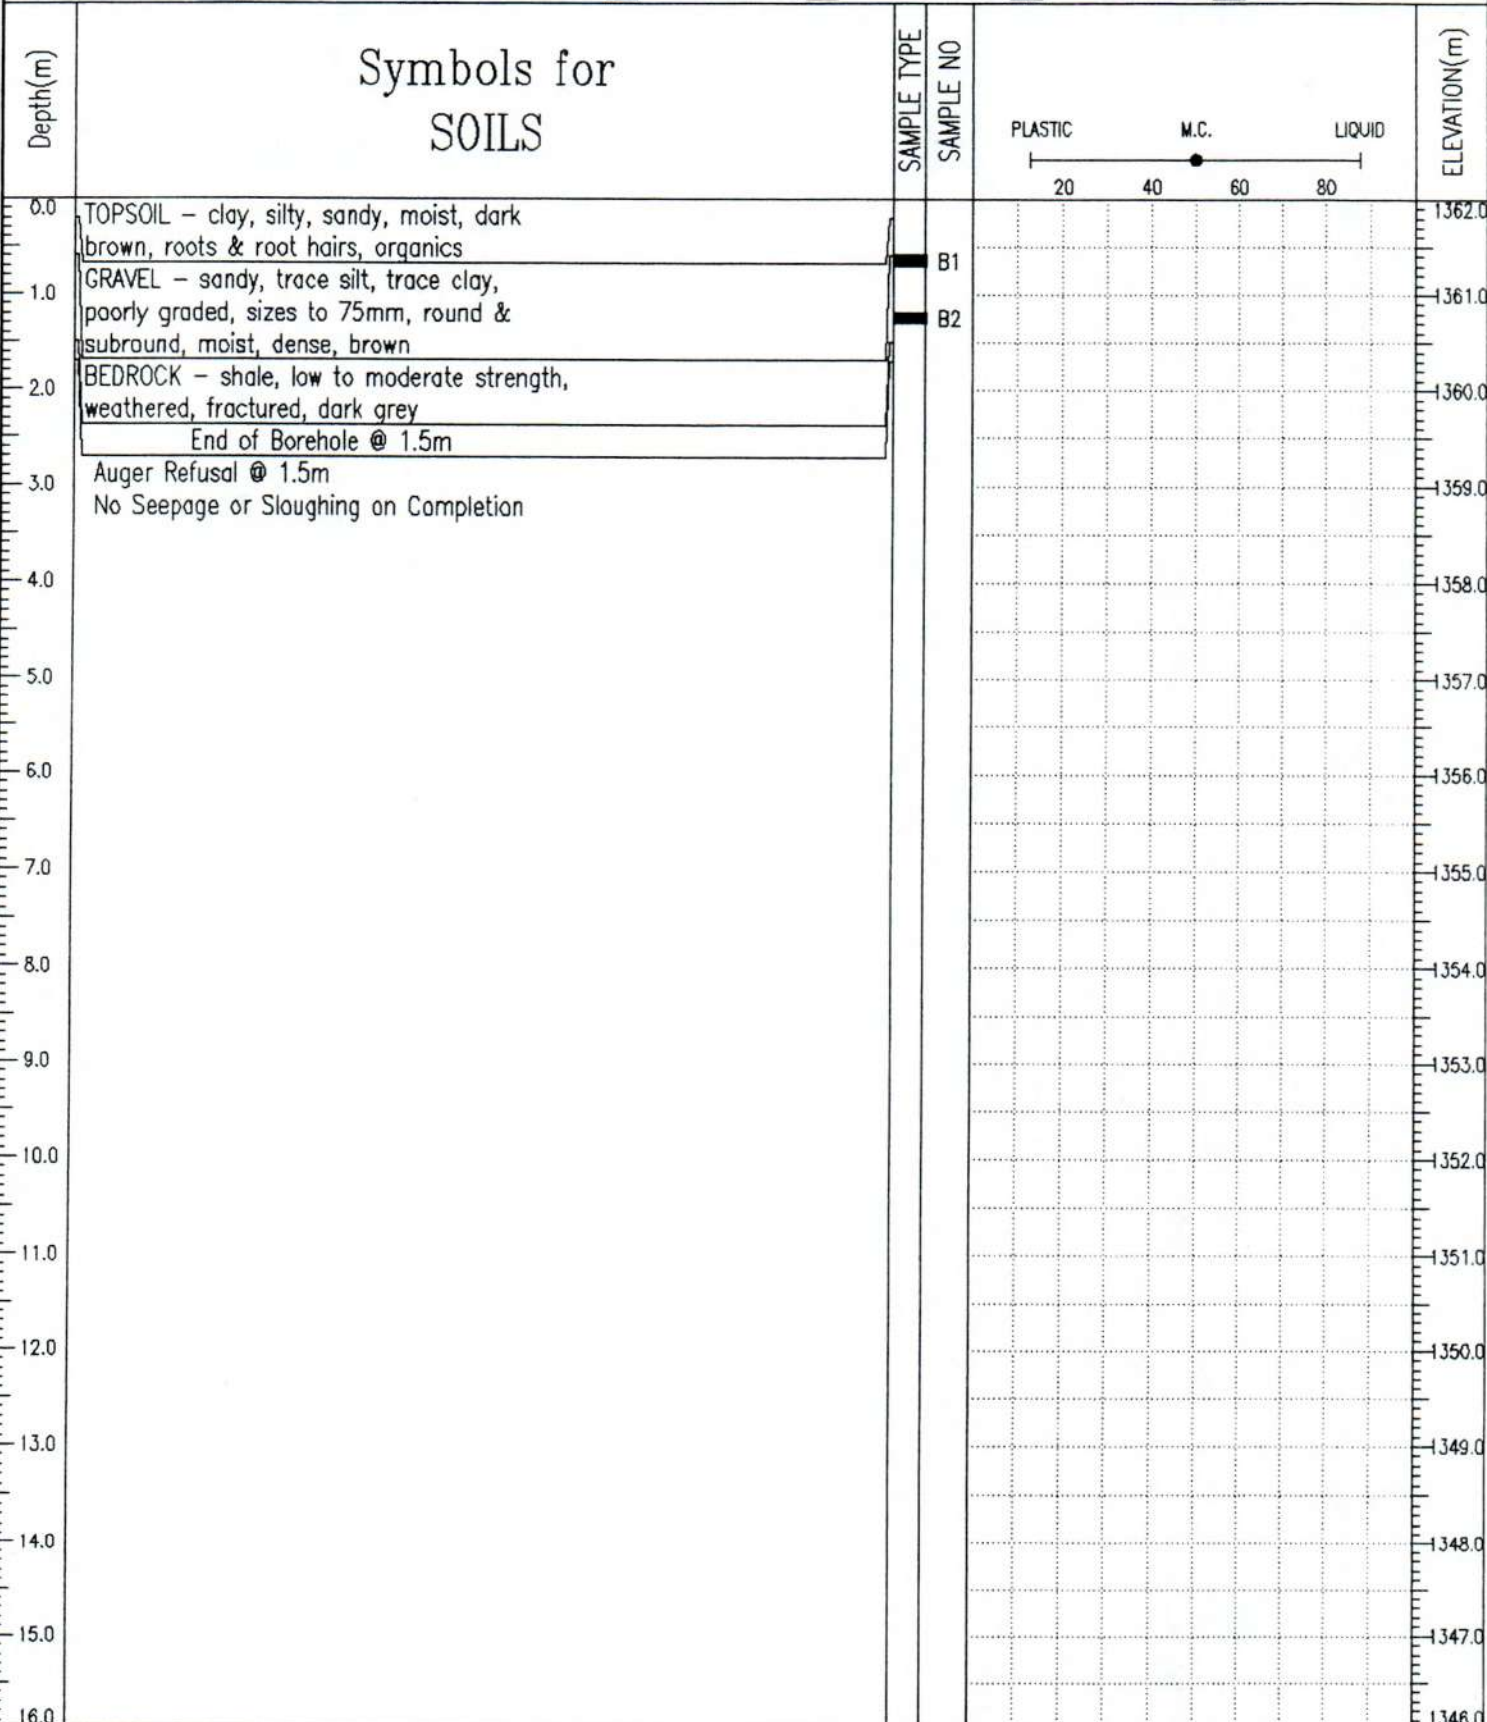 Depth(m)
Symbols for
SOILS
SAMPLE TYPE
SAMPLE NO
PLASTIC M.C. LIQUID
20 40 60 80
ELEVATION(m)
0.0
TOPSOIL – clay, silty, sandy, moist, dark
brown, roots & root hairs, organics
GRAVEL – sandy, trace silt, trace clay,
poorly graded, sizes to 75mm, round &
subround, moist, dense, brown
BEDROCK – shale, low to moderate strength,
weathered, fractured, dark grey
End of Borehole @ 1.5m
Auger Refusal @ 1.5m
No Seepage or Sloughing on Completion
B1
B2
1.0
2.0
3.0
4.0
5.0
6.0
7.0
8.0
9.0
10.0
11.0
12.0
13.0
14.0
15.0
16.0
1362.0
1361.0
1360.0
1359.0
1358.0
1357.0
1356.0
1355.0
1354.0
1353.0
1352.0
1351.0
1350.0
1349.0
1348.0
1347.0
1346.0